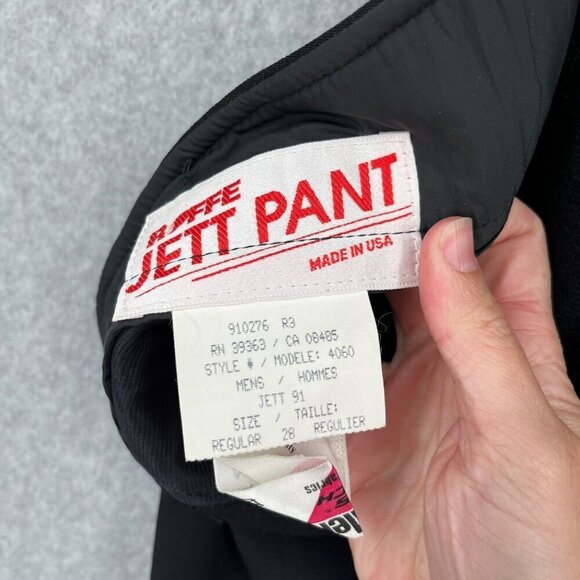 ROFFE
JETT PANT
MADE IN USA
910276 R3
RN 39363 / CA 08485
STYLE # / MODELE: 4060
MENS / HOMMES
JETT 91
SIZE / TAILLE:
REGULAR 28 REGULIER